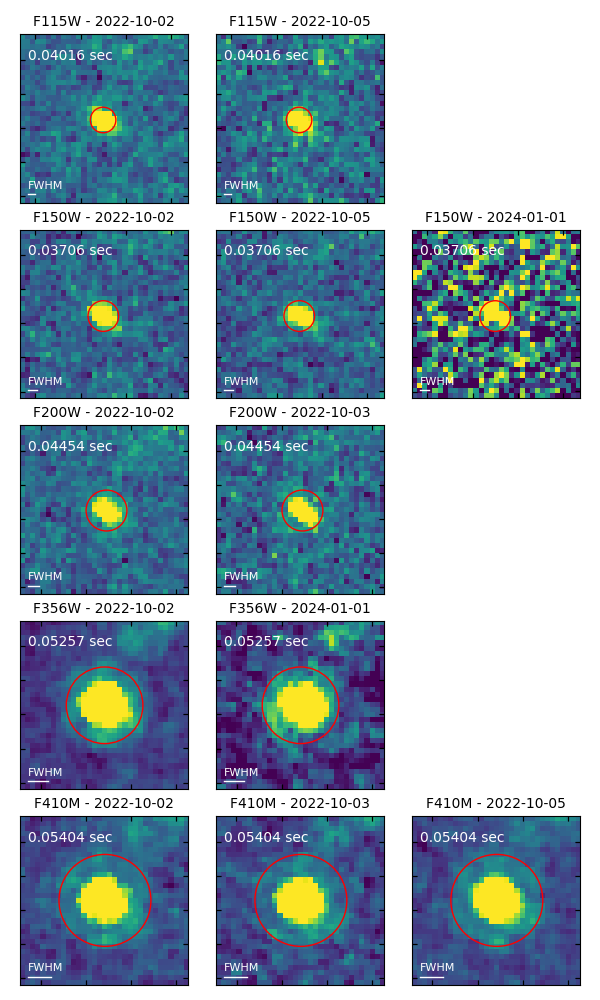 F115W - 2022-10-02
0.04016 sec
FWHM
F115W - 2022-10-05
0.04016 sec
FWHM
F150W - 2022-10-02
0.03706 sec
FWHM
F150W - 2022-10-05
0.03706 sec
FWHM
F150W - 2024-01-01
0.03706 sec
FWHM
F200W - 2022-10-02
0.04454 sec
FWHM
F200W - 2022-10-03
0.04454 sec
FWHM
F356W - 2022-10-02
0.05257 sec
FWHM
F356W - 2024-01-01
0.05257 sec
FWHM
F410M - 2022-10-02
0.05404 sec
FWHM
F410M - 2022-10-03
0.05404 sec
FWHM
F410M - 2022-10-05
0.05404 sec
FWHM